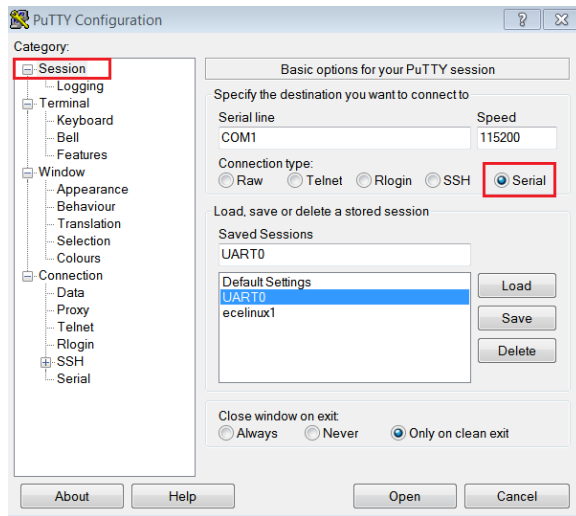 PuTTY Configuration
Category:
Session
Logging
Terminal
Keyboard
Bell
Features
Window
Appearance
Behaviour
Translation
Selection
Colours
Connection
Data
Proxy
Telnet
Rlogin
SSH
Serial
Basic options for your PuTTY session
Specify the destination you want to connect to
Serial line Speed
COM1 115200
Connection type:
Raw Telnet Rlogin SSH Serial
Load, save or delete a stored session
Saved Sessions
UART0
Default Settings
UART0
ecelinux1
Load
Save
Delete
Close window on exit:
Always Never Only on clean exit
About Help Open Cancel